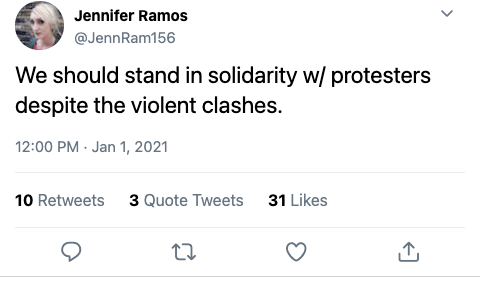 Jennifer Ramos
@JennRam156
We should stand in solidarity w/ protesters
despite the violent clashes.
12:00 PM · Jan 1, 2021
10 Retweets 3 Quote Tweets 31 Likes